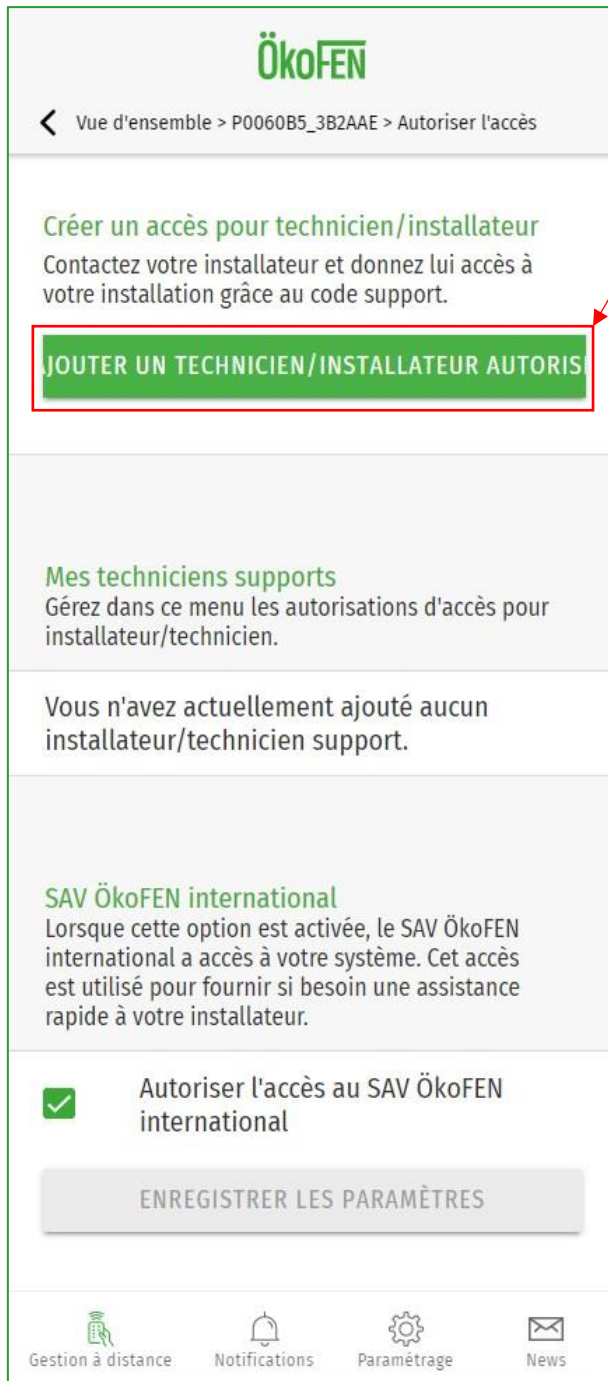 ÖkoFEN
Vue d'ensemble > P0060B5_3B2AAE > Autoriser l'accès
Créer un accès pour technicien/installateur
Contactez votre installateur et donnez lui accès à
votre installation grâce au code support.
AJOUTER UN TECHNICIEN/INSTALLATEUR AUTORISÉ
Mes techniciens supports
Gérez dans ce menu les autorisations d'accès pour
installateur/technicien.
Vous n'avez actuellement ajouté aucun
installateur/technicien support.
SAV ÖkoFEN international
Lorsque cette option est activée, le SAV ÖkoFEN
international a accès à votre système. Cet accès
est utilisé pour fournir si besoin une assistance
rapide à votre installateur.
Autoriser l'accès au SAV ÖkoFEN
international
ENREGISTRER LES PARAMÈTRES
Gestion à distance Notifications Paramétrage News